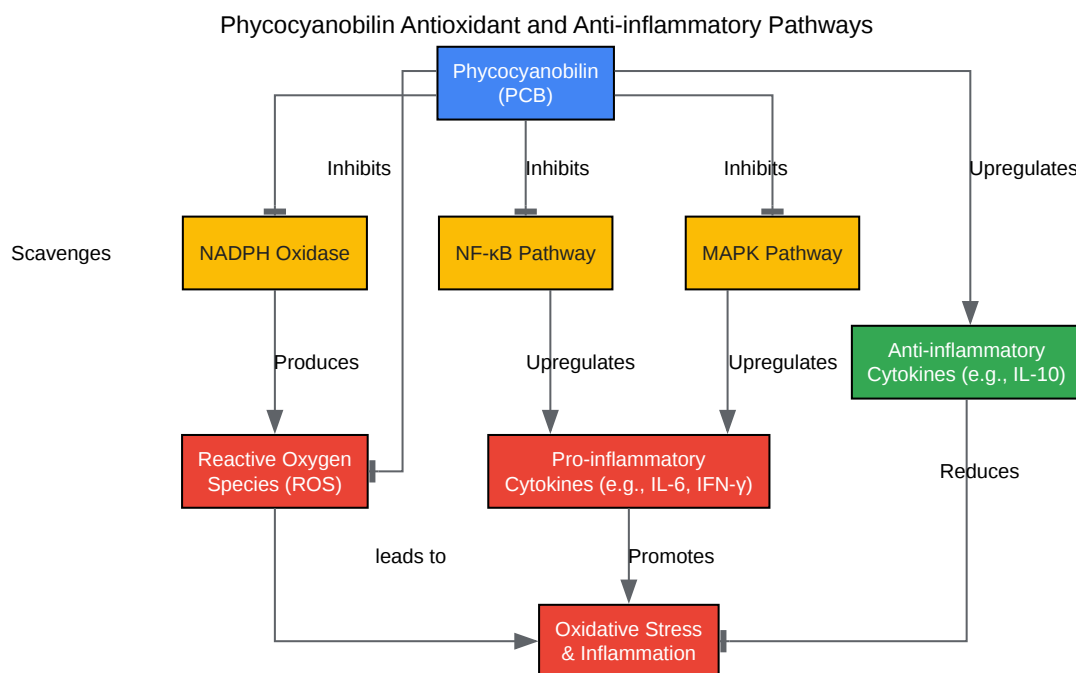 Phycocyanobilin Antioxidant and Anti-inflammatory Pathways
Phycocyanobilin
(PCB)
Inhibits
Inhibits
Inhibits
Upregulates
Scavenges
NADPH Oxidase
NF-κB Pathway
MAPK Pathway
Produces
Upregulates
Upregulates
Anti-inflammatory
Cytokines (e.g., IL-10)
Reactive Oxygen
Species (ROS)
Pro-inflammatory
Cytokines (e.g., IL-6, IFN-γ)
Reduces
leads to
Promotes
Oxidative Stress
& Inflammation